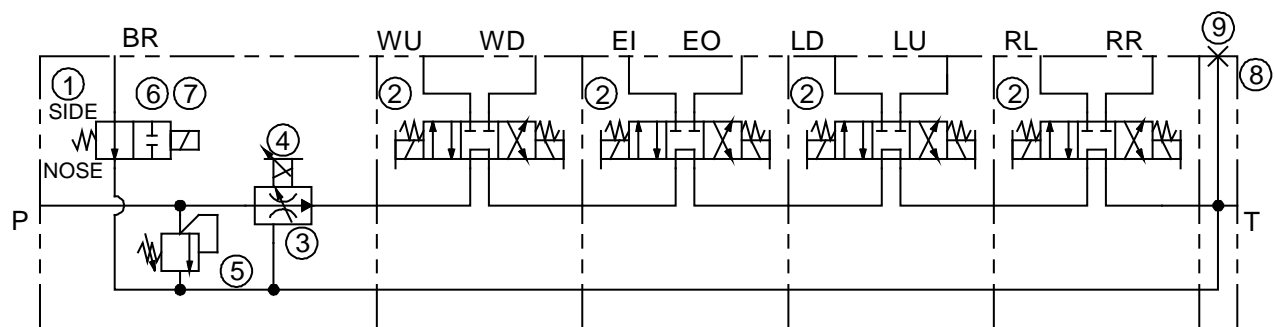 BR WU WD EI EO LD LU RL RR 9
1 6 7 2 2 2 2 8
SIDE
4
NOSE
P 3 T
5